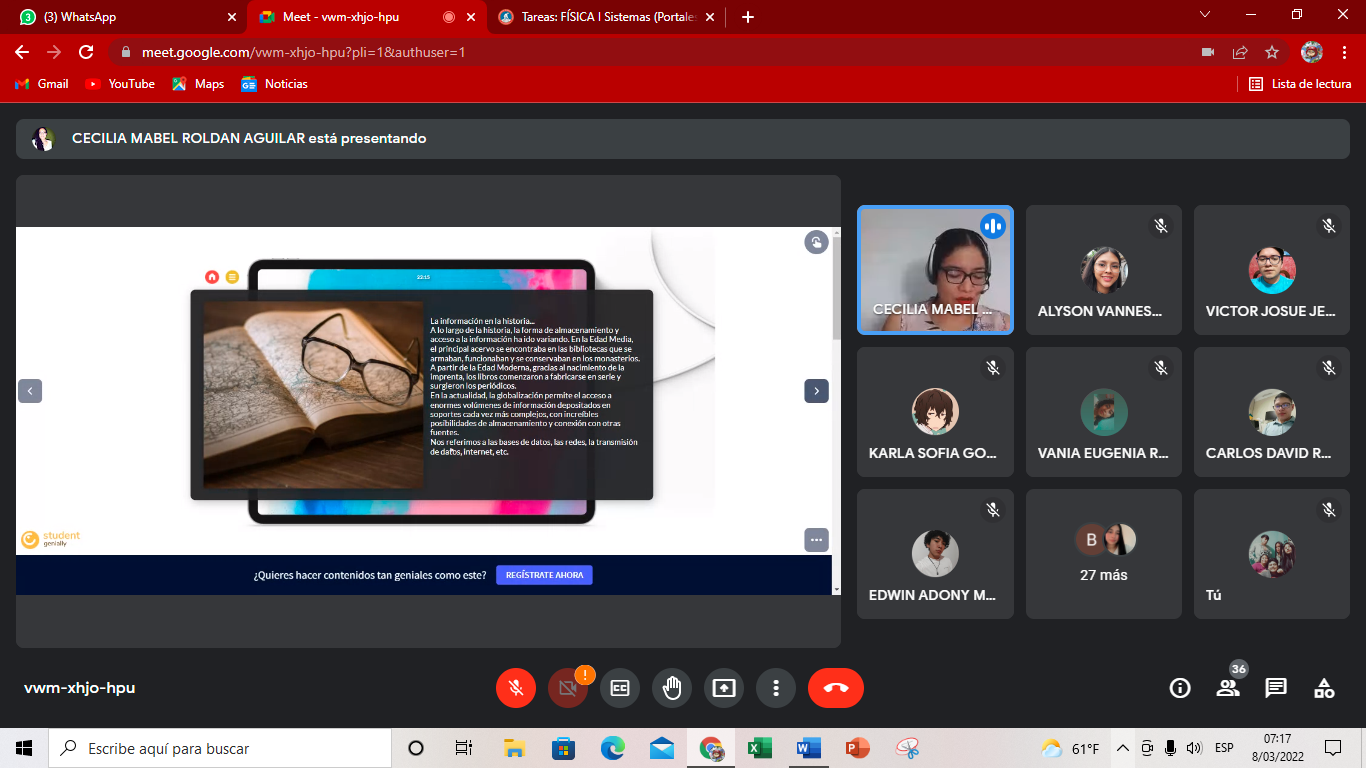 (3) WhatsApp
Meet - vwm-xhjo-hpu
Tareas: FÍSICA I Sistemas (Portales
meet.google.com/vwm-xhjo-hpu?pli=1&authuser=1
Gmail
YouTube
Maps
Noticias
Lista de lectura
CECILIA MABEL ROLDAN AGUILAR está presentando
22:15
La información en la historia...
A lo largo de la historia, la forma de almacenamiento y
acceso a la información ha ido variando. En la Edad Media,
el principal acervo se encontraba en las bibliotecas que se
armaban, funcionaban y se conservaban en los monasterios.
A partir de la Edad Moderna, gracias al nacimiento de la
imprenta, los libros comenzaron a fabricarse en serie y
surgieron los periódicos.
En la actualidad, la globalización permite el acceso a
enormes volúmenes de información depositados en
soportes cada vez más complejos, con increíbles
posibilidades de almacenamiento y conexión con otras
fuentes.
Nos referimos a las bases de datos, las redes, la transmisión
de datos, internet, etc.
student
genially
¿Quieres hacer contenidos tan geniales como este?
REGÍSTRATE AHORA
CECILIA MABEL ...
ALYSON VANNES...
VICTOR JOSUE JE...
KARLA SOFIA GO...
VANIA EUGENIA R...
CARLOS DAVID R...
EDWIN ADONY M...
B
27 más
Tú
vwm-xhjo-hpu
36
Escribe aquí para buscar
61°F
ESP
07:17
8/03/2022